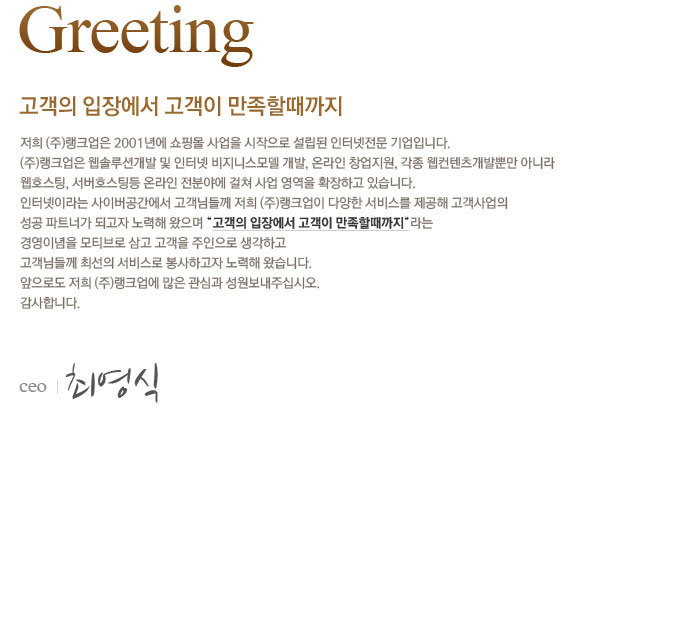 Greeting
고객의 입장에서 고객이 만족할때까지
저희 (주)랭크업은 2001년에 쇼핑몰 사업을 시작으로 설립된 인터넷전문 기업입니다.
(주)랭크업은 웹솔루션개발 및 인터넷 비지니스모델 개발, 온라인 창업지원, 각종 웹컨텐츠개발뿐만 아니라
웹호스팅, 서버호스팅등 온라인 전분야에 걸쳐 사업 영역을 확장하고 있습니다.
인터넷이라는 사이버공간에서 고객님들께 저희 (주)랭크업이 다양한 서비스를 제공해 고객사업의
성공 파트너가 되고자 노력해 왔으며 "고객의 입장에서 고객이 만족할때까지"라는
경영이념을 모티브로 삼고 고객을 주인으로 생각하고
고객님들께 최선의 서비스로 봉사하고자 노력해 왔습니다.
앞으로도 저희 (주)랭크업에 많은 관심과 성원보내주십시오.
감사합니다.
ceo | 최영식